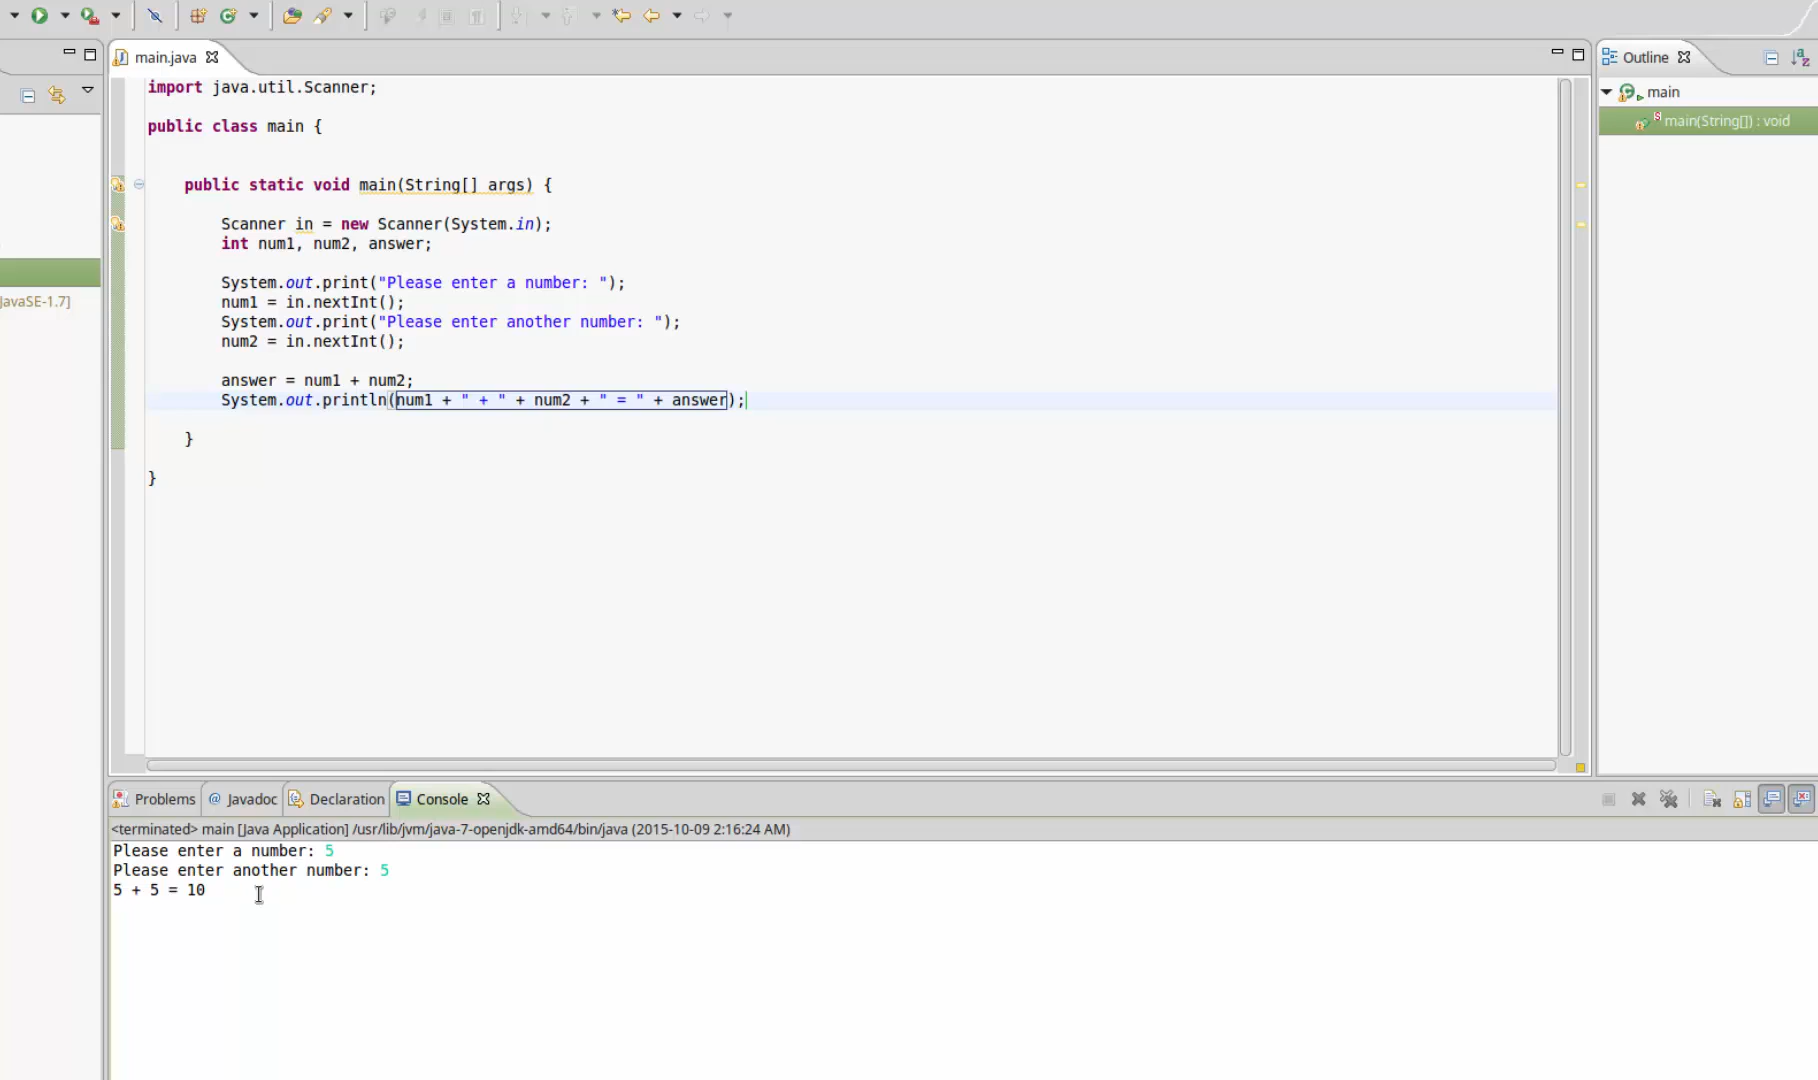 main.java
Outline
import java.util.Scanner;
main
public class main {
main(String[]) : void
public static void main(String[] args) {
Scanner in = new Scanner(System.in);
int num1, num2, answer;
System.out.print("Please enter a number: ");
JavaSE-1.7]
num1 = in.nextInt();
System.out.print("Please enter another number: ");
num2 = in.nextInt();
answer = num1 + num2;
System.out.println(num1 + " + " + num2 + " = " + answer);
}
}
Problems @ Javadoc Declaration Console
<terminated> main [Java Application] /usr/lib/jvm/java-7-openjdk-amd64/bin/java (2015-10-09 2:16:24 AM)
Please enter a number: 5
Please enter another number: 5
5 + 5 = 10